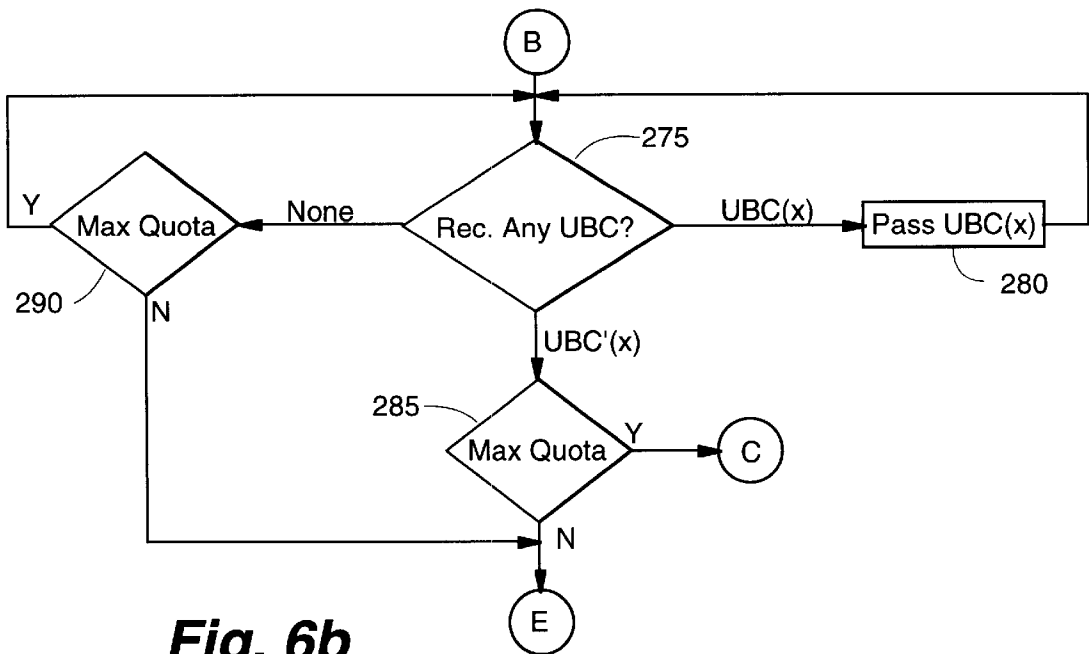 B
275
Y
Max Quota
None
Rec. Any UBC?
UBC(x)
Pass UBC(x)
290
N
280
UBC'(x)
285
Max Quota
Y
C
N
E
Fig. 6b